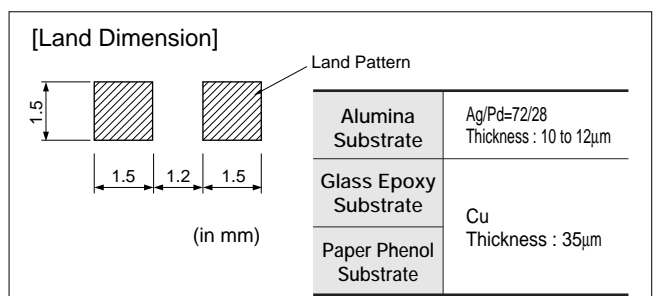 [Land Dimension]
Land Pattern
1.5
1.5
1.2
1.5
(in mm)
Alumina
Substrate
Ag/Pd=72/28
Thickness : 10 to 12μm
Glass Epoxy
Substrate
Cu
Thickness : 35μm
Paper Phenol
Substrate